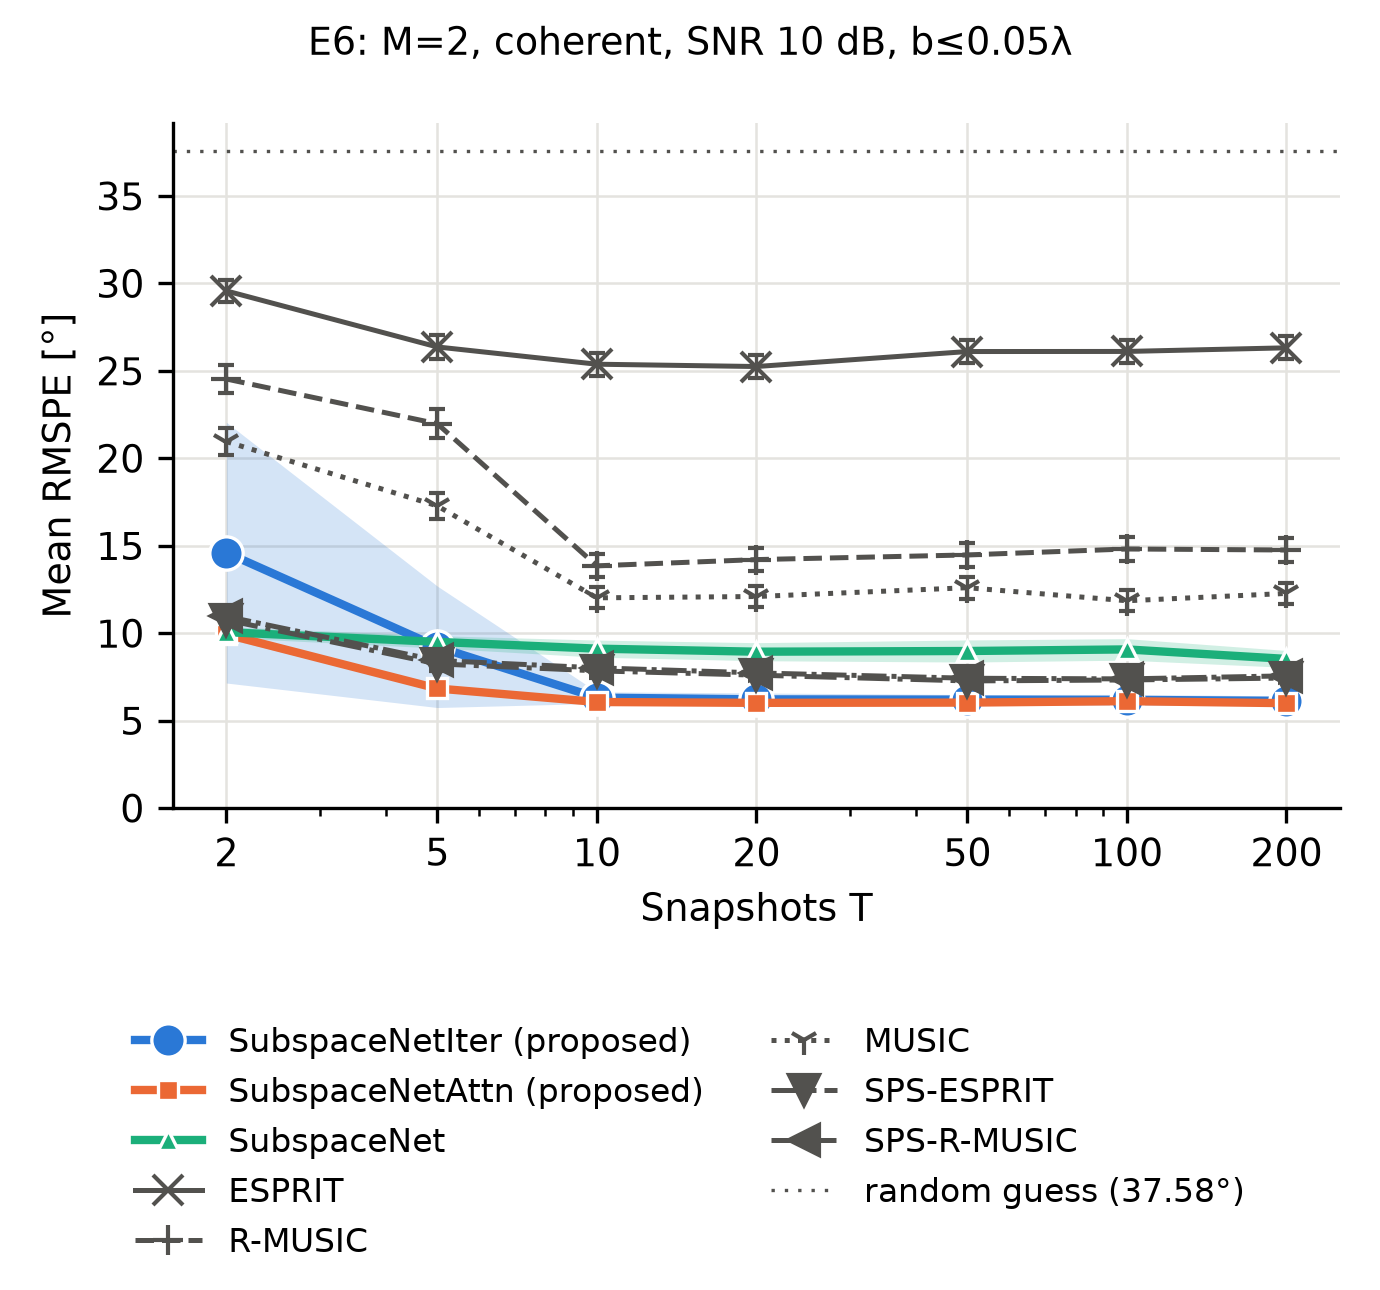 E6: M=2, coherent, SNR 10 dB, b≤0.05λ
Mean RMSPE [°]
35
30
25
20
15
10
5
0
2 5 10 20 50 100 200
Snapshots T
SubspaceNetIter (proposed)
SubspaceNetAttn (proposed)
SubspaceNet
ESPRIT
R-MUSIC
MUSIC
SPS-ESPRIT
SPS-R-MUSIC
random guess (37.58°)